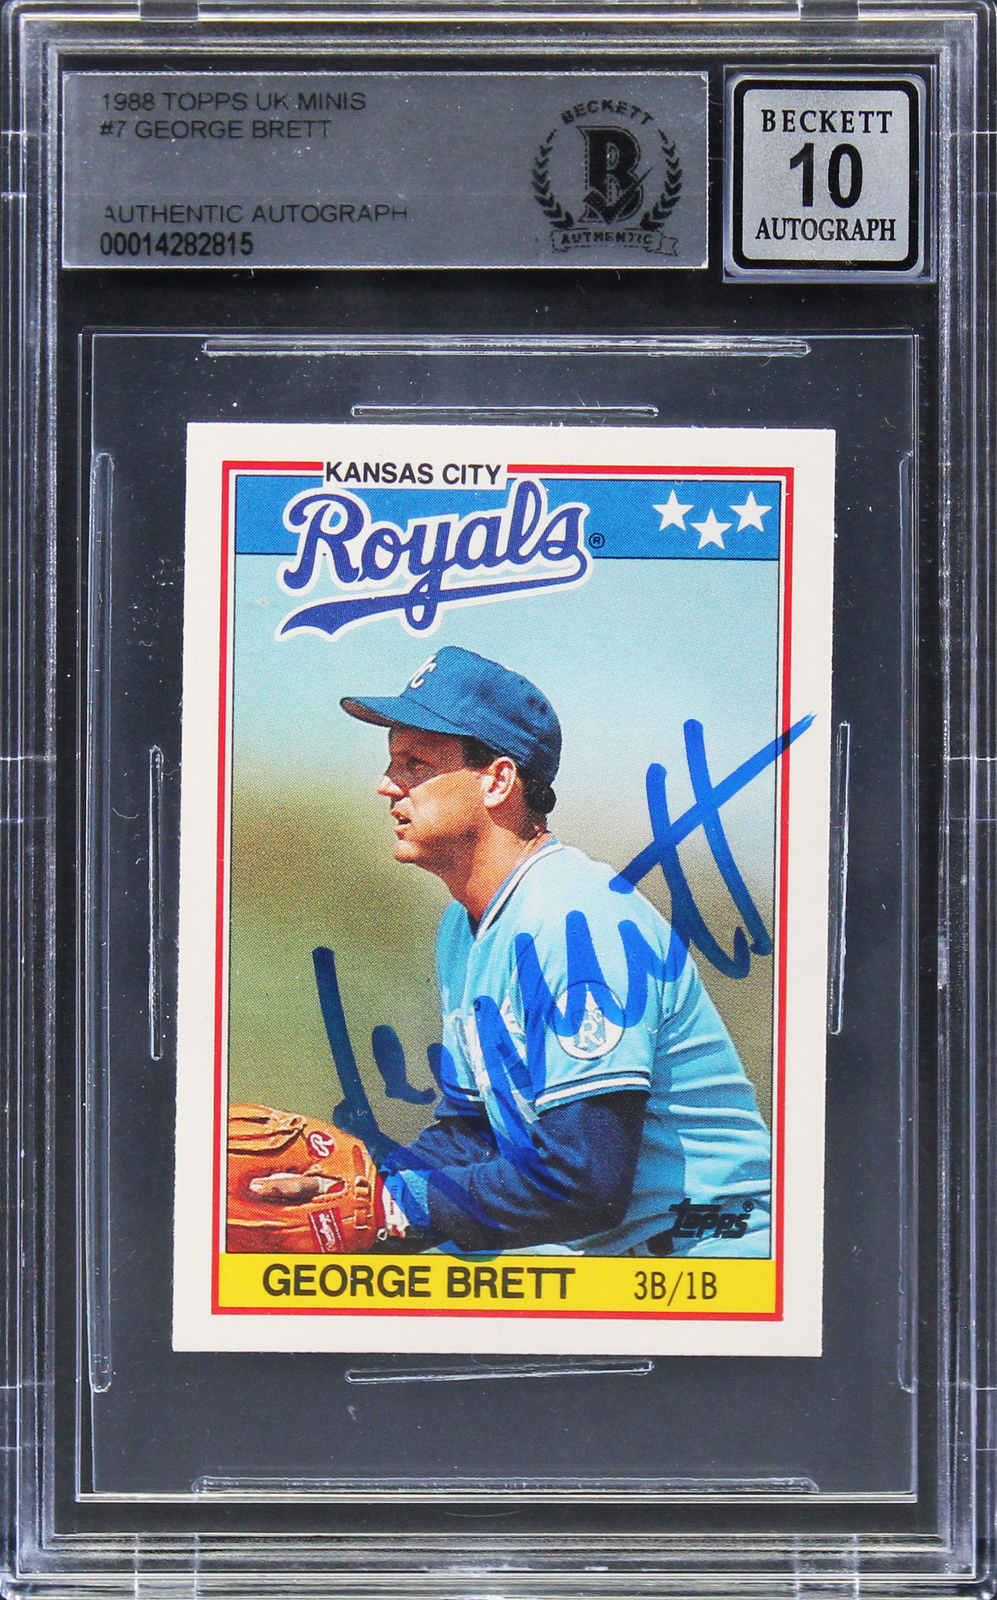 1988 TOPPS UK MINIS
#7 GEORGE BRETT
AUTHENTIC AUTOGRAPH
00014282815
BECKETT
B
AUTHENTIC
BECKETT
10
AUTOGRAPH
KANSAS CITY
Royals®
KC
R
Topps®
GEORGE BRETT 3B/1B